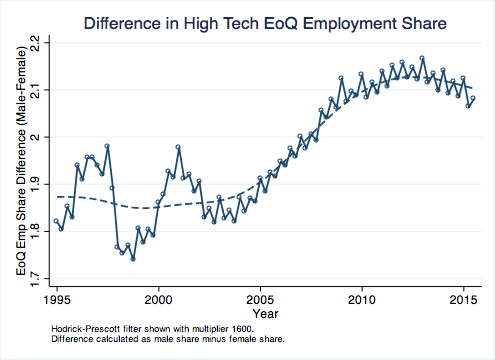 Difference in High Tech EoQ Employment Share
EoQ Emp Share Difference (Male-Female)
2.2
2.1
2
1.9
1.8
1.7
1995 2000 2005 2010 2015
Year
Hodrick-Prescott filter shown with multiplier 1600.
Difference calculated as male share minus female share.